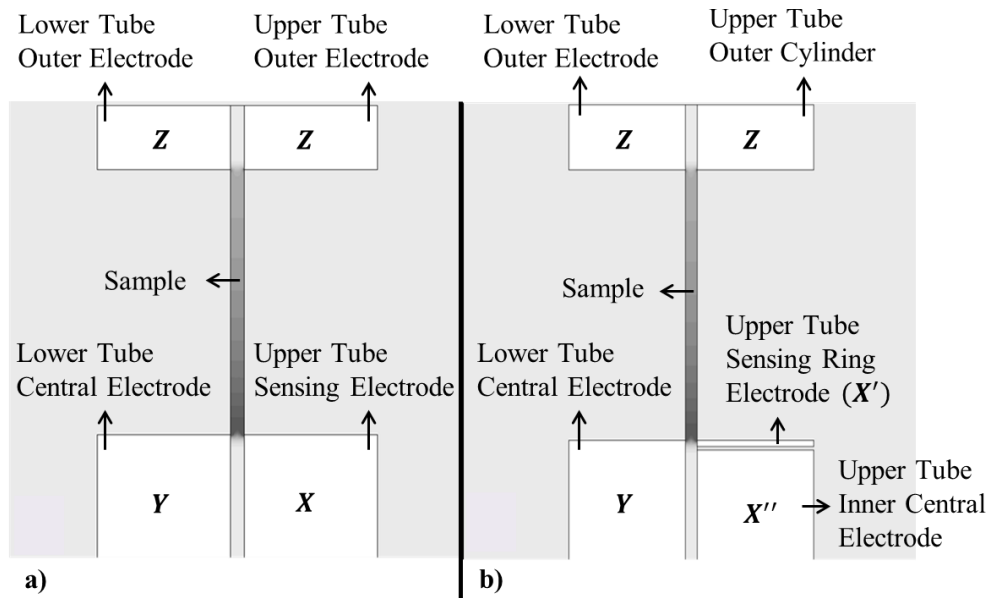 Lower Tube
Outer Electrode
Upper Tube
Outer Electrode
Z
Z
Sample
Lower Tube
Central Electrode
Upper Tube
Sensing Electrode
Y
X
a)
Lower Tube
Outer Electrode
Upper Tube
Outer Cylinder
Z
Z
Sample
Lower Tube
Central Electrode
Upper Tube
Sensing Ring
Electrode (X′)
Y
X′′
Upper Tube
Inner Central
Electrode
b)